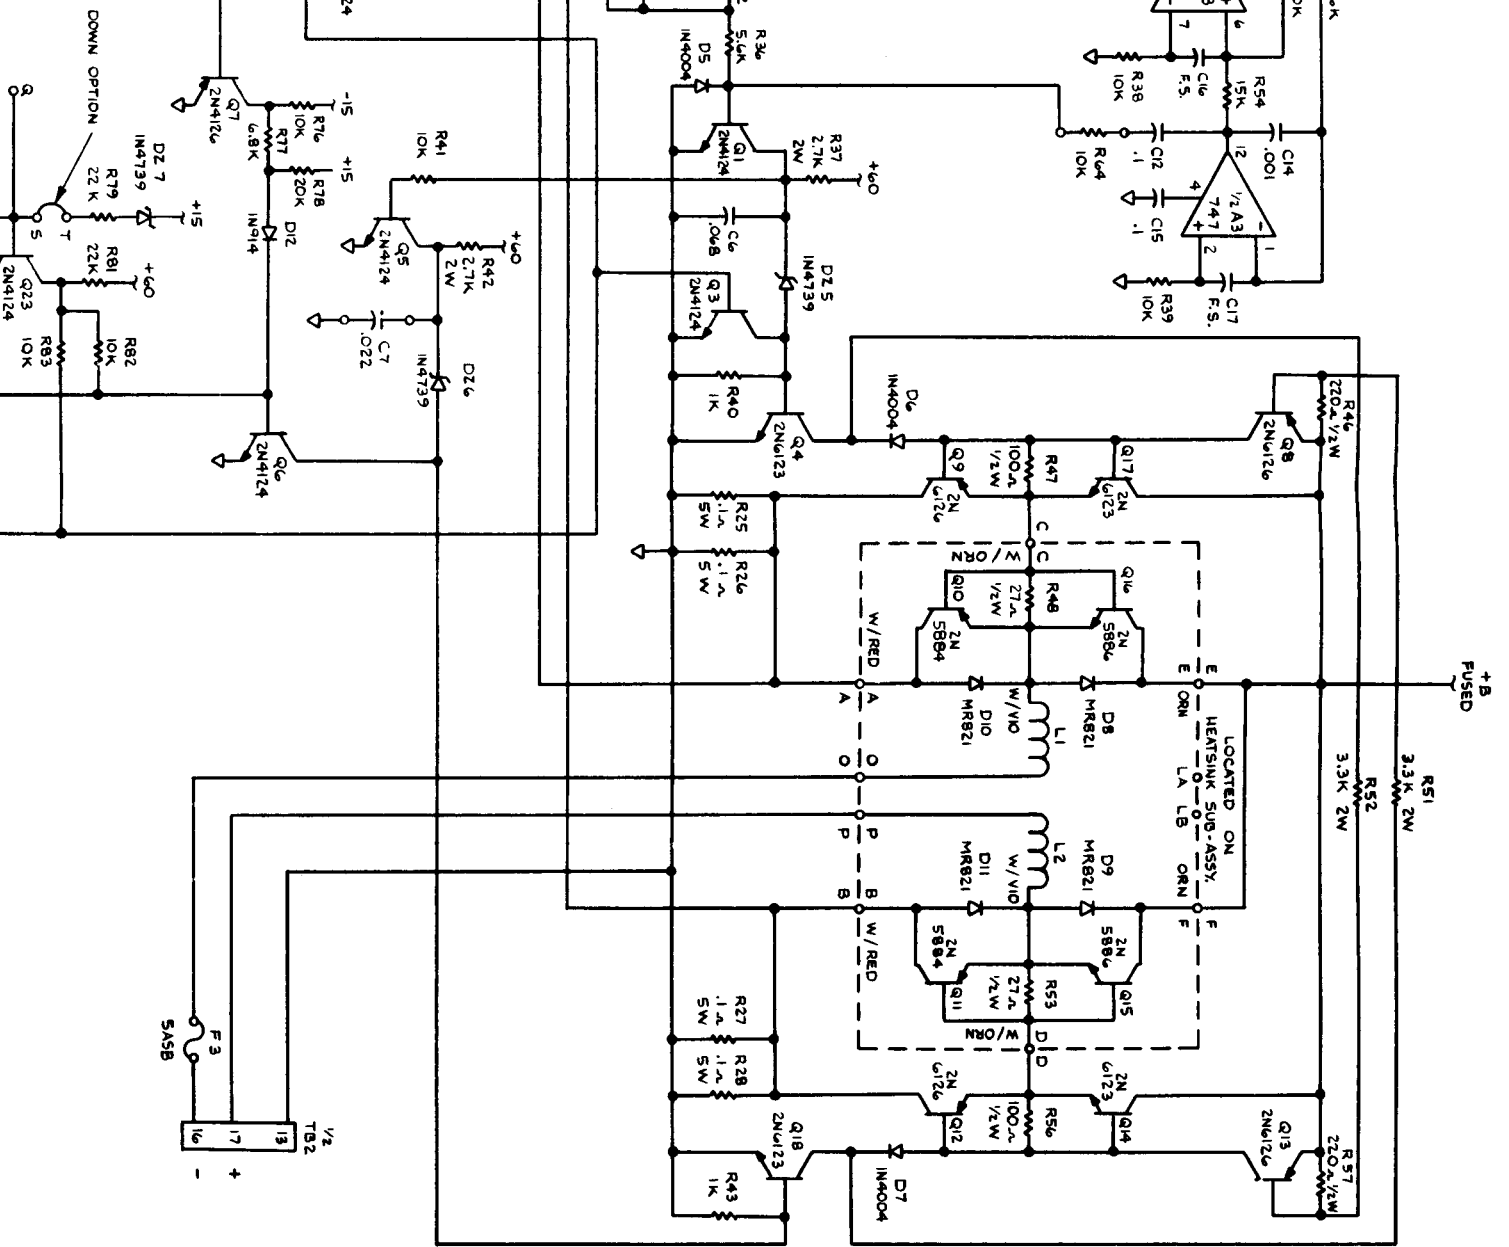 24
DOWN OPTION
Q
-15
R76
10K
R77
6.8K
Q7
2N4126
+15
R78
20K
D12
1N914
DZ7
1N4739
R79
22K
+15
S
T
R81
22K
+60
Q23
2N4124
R82
10K
R83
10K
R41
10K
Q5
2N4124
R42
2.7K
2W
+60
C7
.022
DZ6
1N4739
Q6
2N4124
R36
5.6K
D5
1N4004
Q1
2N4124
R37
2.7K
2W
+60
C6
.068
DZ5
1N4739
Q3
2N4124
R40
1K
Q4
2N6123
D6
1N4004
7
6
R38
10K
C16
F.S.
R54
15K
R64
10K
C12
.1
C14
.001
12
4
1/2 A3
747
+
-
2
1
C15
.1
R39
10K
C17
F.S.
R46
220Ω 1/2W
Q8
2N6126
Q9
2N
6126
R47
100Ω
1/2W
Q17
2N
6123
R25
.1Ω
5W
R26
.1Ω
5W
C
C
W/ORN
Q10
2N
5884
R48
27Ω
1/2W
Q16
2N
5886
W/RED
A
A
D10
MR821
W/VIO
D8
MR821
E
E
ORN
L1
O
O
LOCATED ON
HEATSINK SUB-ASSY.
LA
LB
+B
FUSED
R51
3.3K 2W
R52
3.3K 2W
P
P
L2
W/VIO
D11
MR821
D9
MR821
ORN
F
F
B
B
W/RED
2N
5884
Q11
R53
27Ω
1/2W
2N
5886
Q15
W/ORN
D
D
R27
.1Ω
5W
R28
.1Ω
5W
2N
6126
Q12
R56
100Ω
1/2W
2N
6123
Q14
Q13
2N6126
R57
220Ω 1/2W
Q18
2N6123
D7
1N4004
R43
1K
F3
5ASB
1/2
TB2
16
17
13
-
+